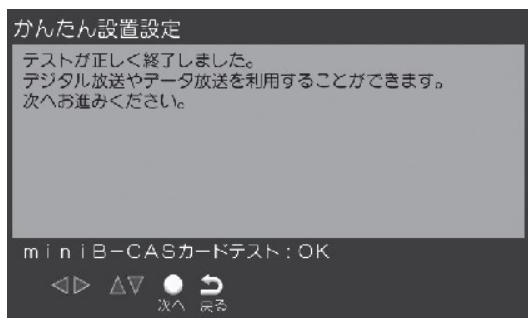 かんたん設置設定
テストが正しく終了しました。
デジタル放送やデータ放送を利用することができます。
次へお進みください。
miniB-CASカードテスト:OK
次へ 戻る